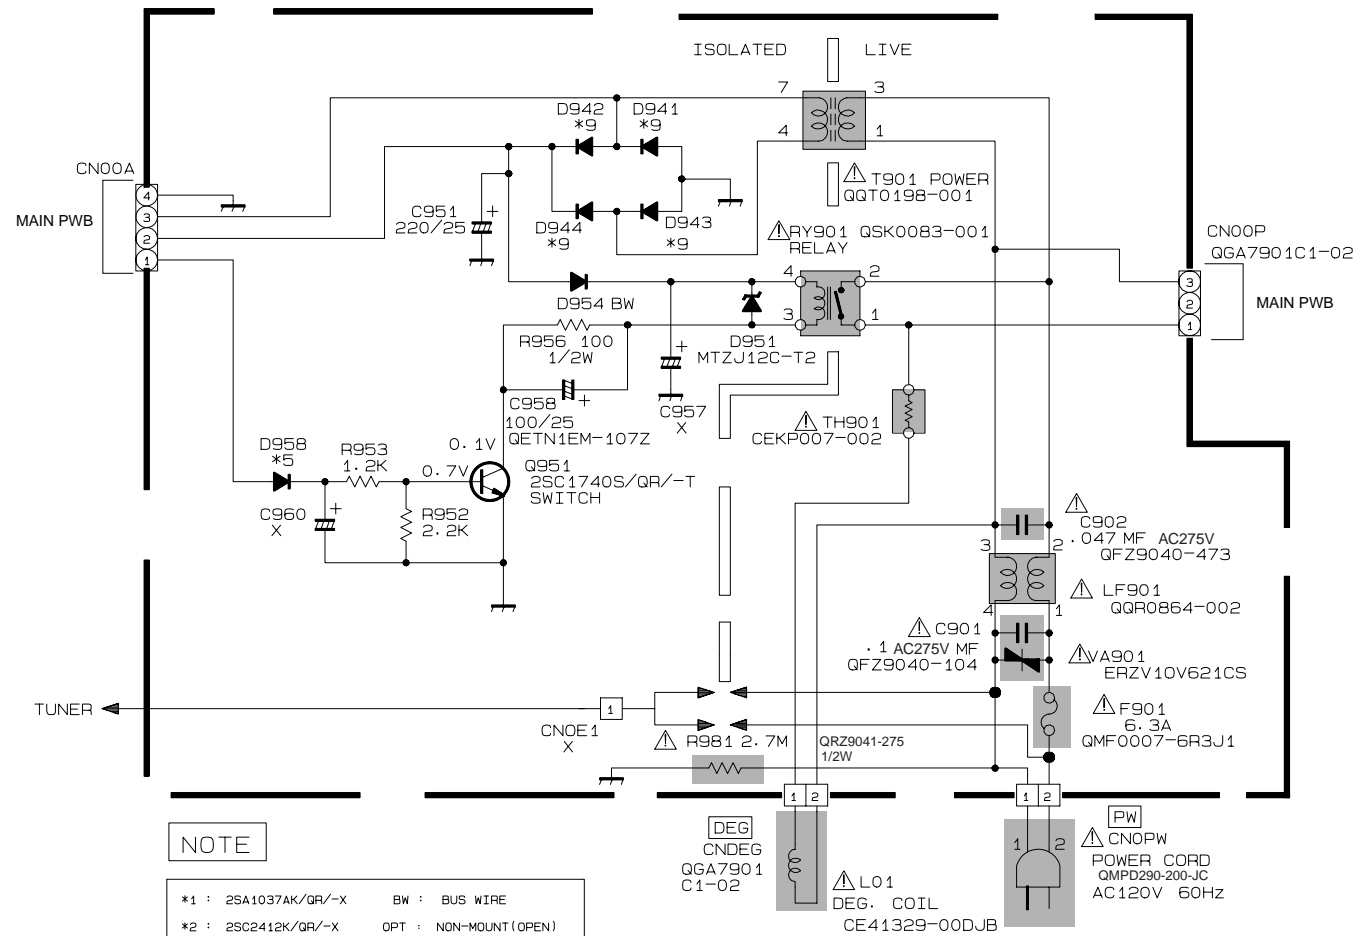 ISOLATED LIVE
7 3
D942 D941
*9 *9
4 1
CN00A
⚠ T901 POWER
QQT0198-001
4
3
2
1
MAIN PWB
C951
220/25
+
D944
*9
D943
*9
⚠RY901 QSK0083-001
RELAY
CN00P
QGA7901C1-02
4 2
3
2
1
MAIN PWB
D954 BW
3 1
R956 100
1/2W
D951
MTZJ12C-T2
+
C957
X
C958 +
100/25
QETN1EM-107Z
⚠ TH901
CEKP007-002
D958
*5
R953
1.2K
0.1V
0.7V
Q951
2SC1740S/QR/-T
SWITCH
C960
X
+
R952
2.2K
⚠
C902
.047 MF AC275V
QFZ9040-473
3 2
⚠ LF901
QQR0864-002
4 1
⚠ C901
.1 AC275V MF
QFZ9040-104
⚠VA901
ERZV10V621CS
TUNER
1
CN0E1
X
⚠ F901
6.3A
QMF0007-6R3J1
⚠ R981 2.7M
QRZ9041-275
1/2W
1 2
1 2
NOTE
DEG
CNDEG
QGA7901
C1-02
⚠ L01
DEG. COIL
CE41329-00DJB
1 2
PW
⚠ CN0PW
POWER CORD
QMPD290-200-JC
AC120V 60Hz
*1 : 2SA1037AK/QR/-X BW : BUS WIRE
*2 : 2SC2412K/QR/-X OPT : NON-MOUNT(OPEN)